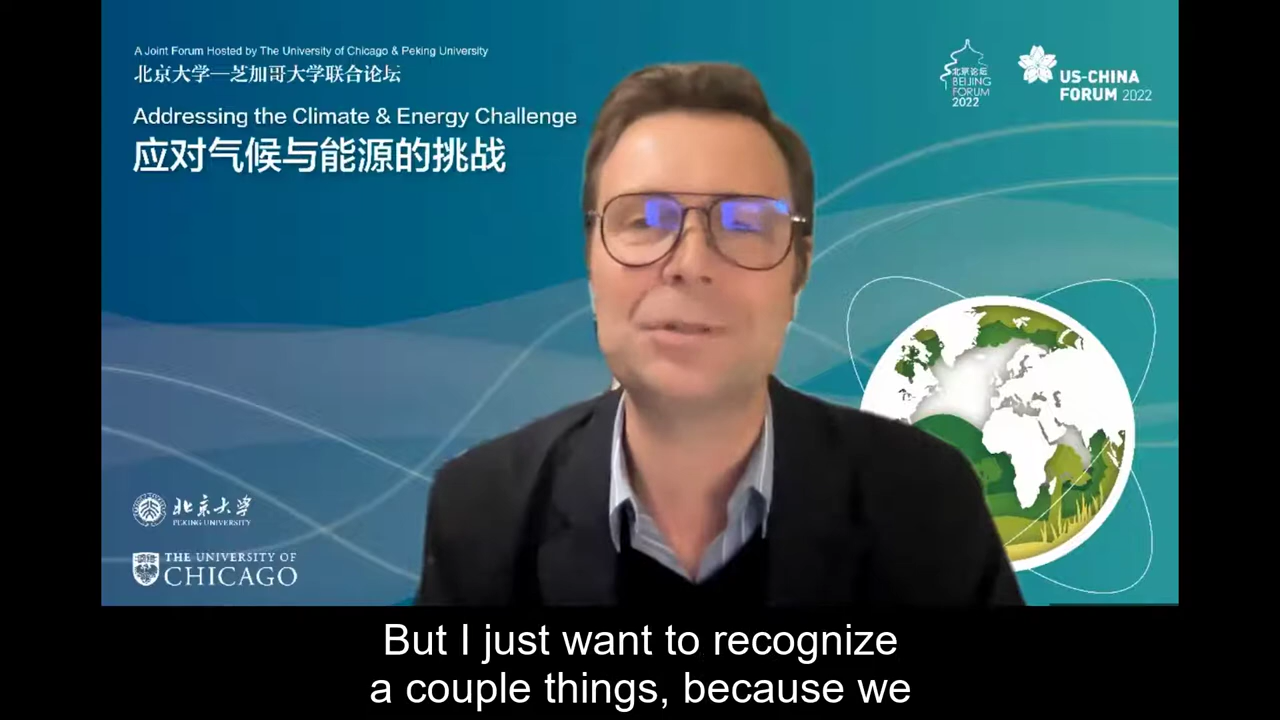 A Joint Forum Hosted by The University of Chicago & Peking University
北京大学—芝加哥大学联合论坛
Addressing the Climate & Energy Challenge
应对气候与能源的挑战
北京论坛
BEIJING
FORUM
2022
US-CHINA
FORUM 2022
北京大学
PEKING UNIVERSITY
THE UNIVERSITY OF
CHICAGO
But I just want to recognize
a couple things, because we